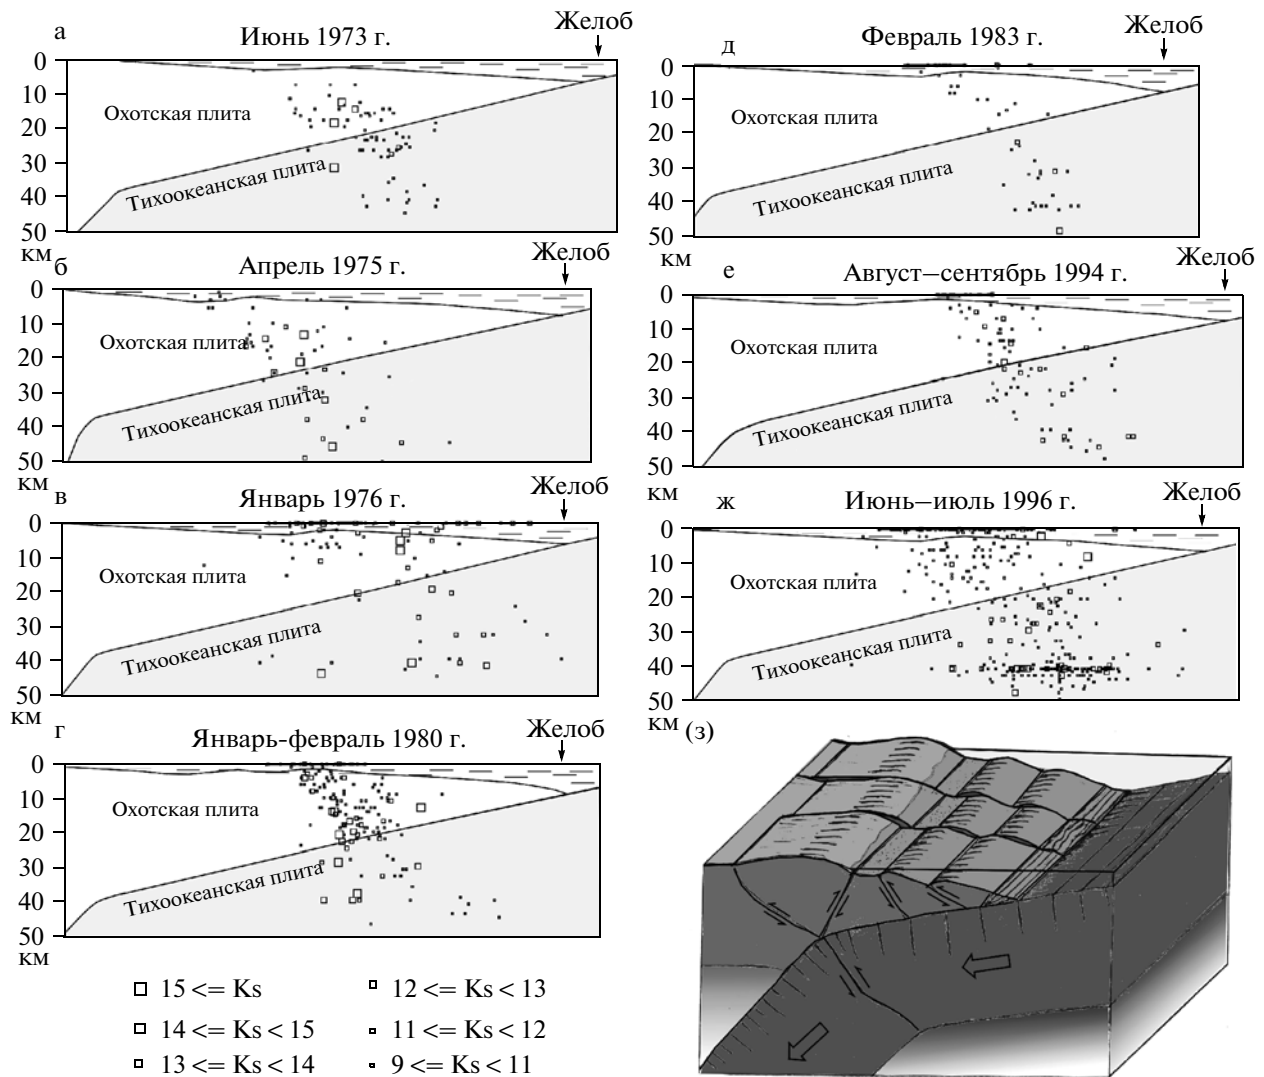 а
Июнь 1973 г.
Желоб
0
10
20
30
40
50
км
Охотская плита
Тихоокеанская плита
б
Апрель 1975 г.
Желоб
0
10
20
30
40
50
км
Охотская плита
Тихоокеанская плита
в
Январь 1976 г.
Желоб
0
10
20
30
40
50
км
Охотская плита
Тихоокеанская плита
г
Январь-февраль 1980 г.
Желоб
0
10
20
30
40
50
км
Охотская плита
Тихоокеанская плита
15 <= Ks
14 <= Ks < 15
13 <= Ks < 14
12 <= Ks < 13
11 <= Ks < 12
9 <= Ks < 11
д
Февраль 1983 г.
Желоб
0
10
20
30
40
50
км
Охотская плита
Тихоокеанская плита
е
Август–сентябрь 1994 г.
Желоб
0
10
20
30
40
50
км
Охотская плита
Тихоокеанская плита
ж
Июнь–июль 1996 г.
Желоб
0
10
20
30
40
50
км
Охотская плита
Тихоокеанская плита
(з)